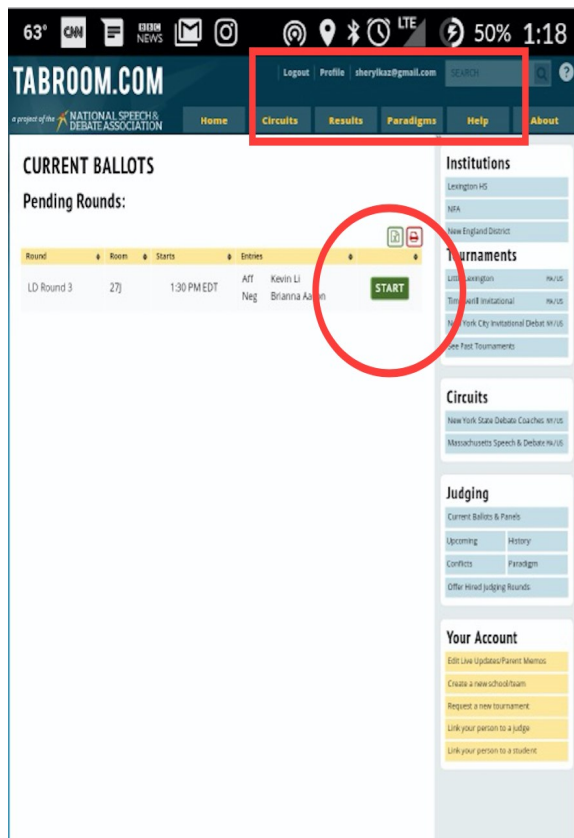 63° CNN BBC NEWS LTE 50% 1:18
TABROOM.COM
Logout Profile sherylkaz@gmail.com SEARCH ?
a project of the NATIONAL SPEECH & DEBATE ASSOCIATION
Home Circuits Results Paradigms Help About
CURRENT BALLOTS
Pending Rounds:
Round Room Starts Entries
LD Round 3 27J 1:30 PM EDT Aff Kevin Li
Neg Brianna Aaron
START
Institutions
Lexington HS
NFA
New England District
Tournaments
Little Lexington MA/US
Tim Averill Invitational MA/US
New York City Invitational Debat NY/US
See Past Tournaments
Circuits
New York State Debate Coaches NY/US
Massachusetts Speech & Debate MA/US
Judging
Current Ballots & Panels
Upcoming History
Conflicts Paradigm
Offer Hired Judging Rounds
Your Account
Edit Live Updates/Parent Memos
Create a new school/team
Request a new tournament
Link your person to a judge
Link your person to a student